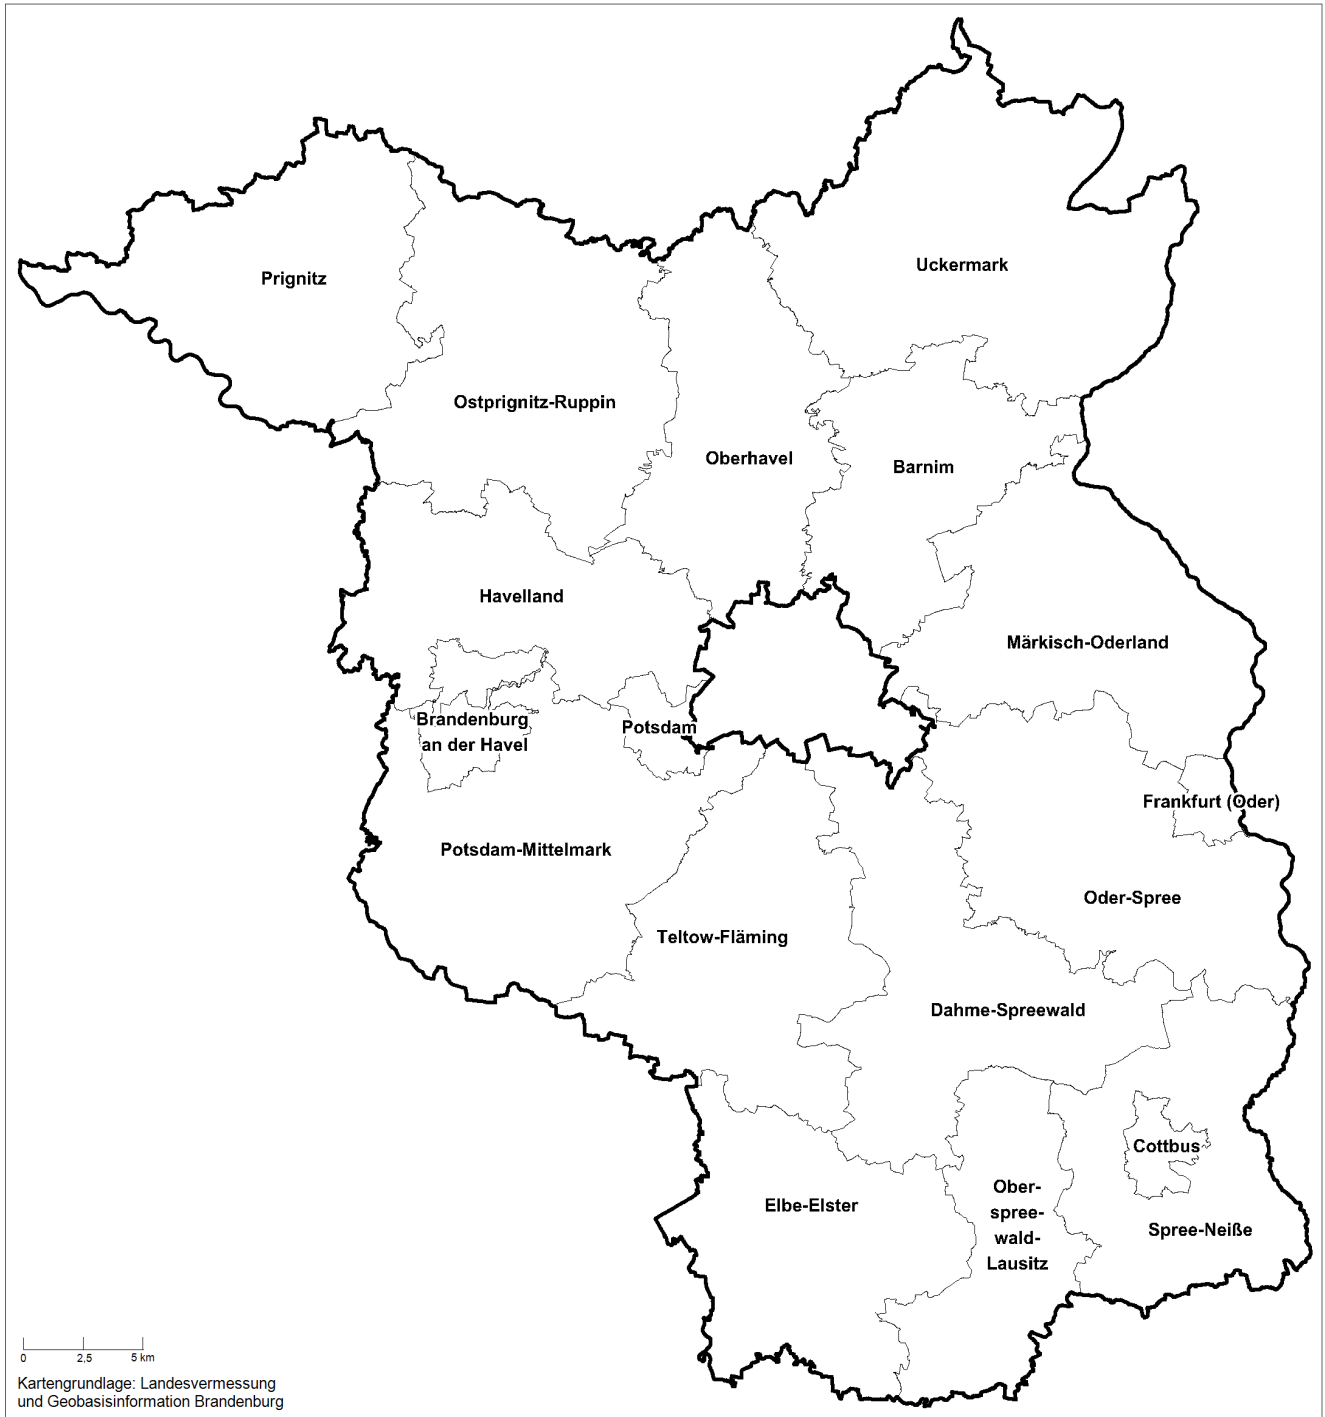 Uckermark
Prignitz
Ostprignitz-Ruppin
Oberhavel
Barnim
Havelland
Märkisch-Oderland
Brandenburg
an der Havel
Potsdam
Frankfurt (Oder)
Potsdam-Mittelmark
Oder-Spree
Teltow-Fläming
Dahme-Spreewald
Cottbus
Elbe-Elster
Ober-
spree-
wald-
Lausitz
Spree-Neiße
0 2,5 5 km
Kartengrundlage: Landesvermessung
und Geobasisinformation Brandenburg